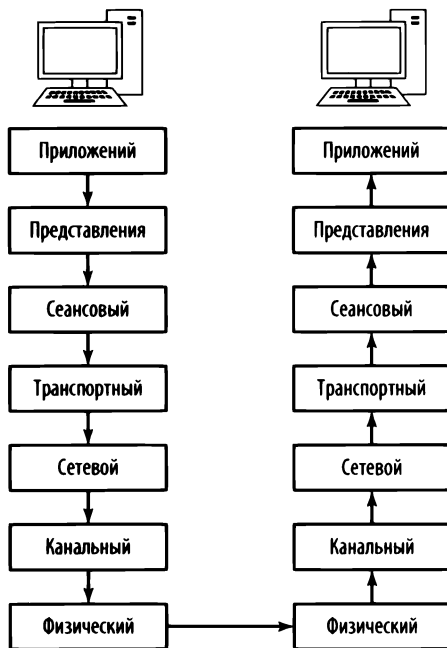 Приложений
Представления
Сеансовый
Транспортный
Сетевой
Канальный
Физический
Приложений
Представления
Сеансовый
Транспортный
Сетевой
Канальный
Физический